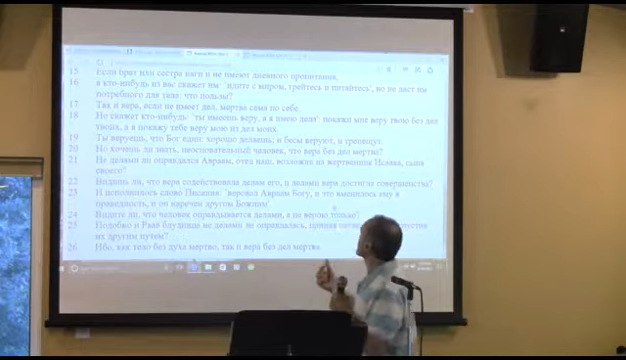 15 Если брат или сестра наги и не имеют дневного пропитания,
16 а кто-нибудь из вас скажет им: 'идите с миром, грейтесь и питайтесь', но не даст им
потребного для тела: что пользы?
17 Так и вера, если не имеет дел, мертва сама по себе.
18 Но скажет кто-нибудь: 'ты имеешь веру, а я имею дела': покажи мне веру твою без дел
твоих, а я покажу тебе веру мою из дел моих.
19 Ты веруешь, что Бог един: хорошо делаешь; и бесы веруют, и трепещут.
20 Но хочешь ли знать, неосновательный человек, что вера без дел мертва?
21 Не делами ли оправдался Авраам, отец наш, возложив на жертвенник Исаака, сына
своего?
22 Видишь ли, что вера содействовала делам его, и делами вера достигла совершенства?
23 И исполнилось слово Писания: 'веровал Авраам Богу, и это вменилось ему в
праведность, и он наречен другом Божиим'.
24 Видите ли, что человек оправдывается делами, а не верою только?
25 Подобно и Раав блудница не делами ли оправдалась, приняв отпустив
их другим путем?
26 Ибо, как тело без духа мертво, так и вера без дел мертва.